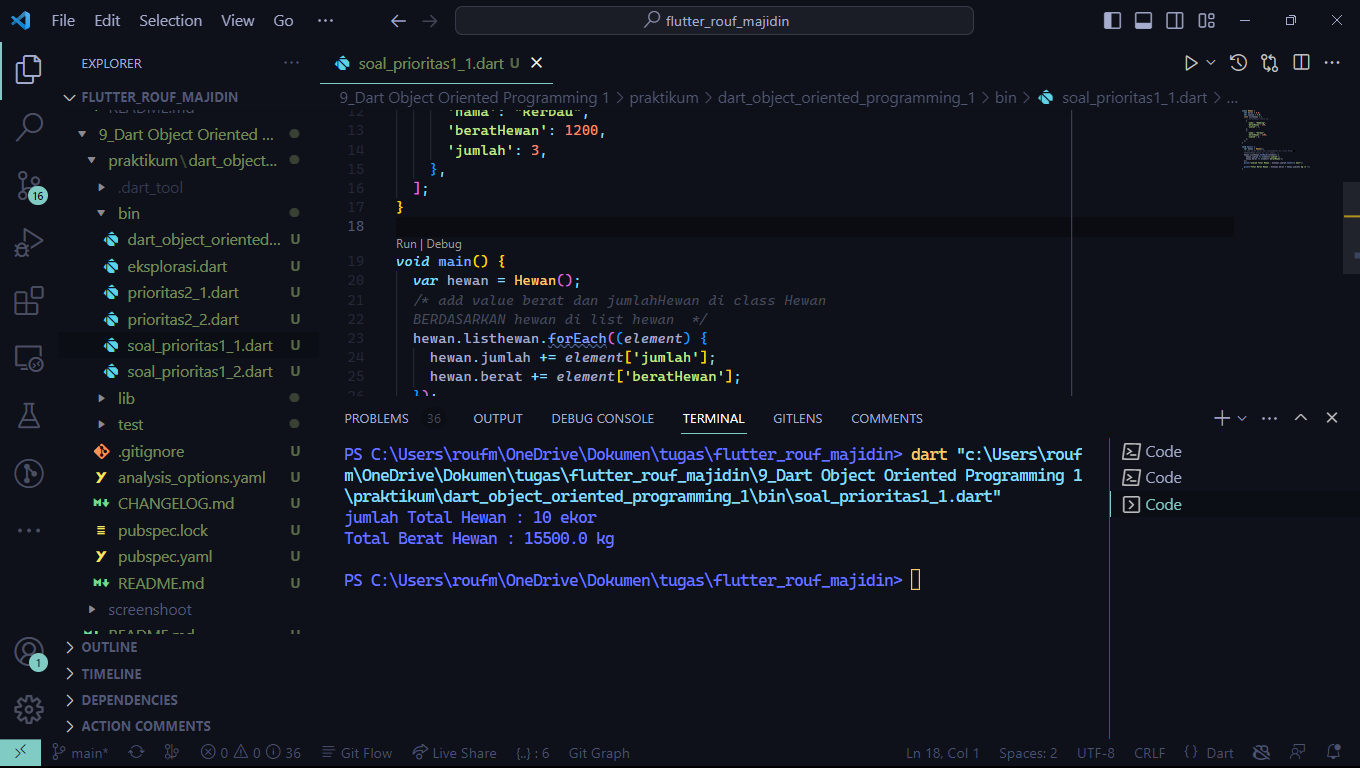 File Edit Selection View Go ··· flutter_rouf_majidin
EXPLORER ···
FLUTTER_ROUF_MAJIDIN
README.md
9_Dart Object Oriented ...
praktikum\dart_object...
.dart_tool
bin
dart_object_oriented... U
eksplorasi.dart U
prioritas2_1.dart U
prioritas2_2.dart U
soal_prioritas1_1.dart U
soal_prioritas1_2.dart U
lib
test
.gitignore U
analysis_options.yaml U
CHANGELOG.md U
pubspec.lock U
pubspec.yaml U
README.md U
screenshoot
README.md U
OUTLINE
TIMELINE
DEPENDENCIES
ACTION COMMENTS
16
1
soal_prioritas1_1.dart U
9_Dart Object Oriented Programming 1 > praktikum > dart_object_oriented_programming_1 > bin > soal_prioritas1_1.dart > ...
12 'nama': "Kerbau",
13 'beratHewan': 1200,
14 'jumlah': 3,
15 },
16 ];
17 }
18
Run | Debug
19 void main() {
20 var hewan = Hewan();
21 /* add value berat dan jumlahHewan di class Hewan
22 BERDASARKAN hewan di list hewan */
23 hewan.listhewan.forEach((element) {
24 hewan.jumlah += element['jumlah'];
25 hewan.berat += element['beratHewan'];
26 });
PROBLEMS 36 OUTPUT DEBUG CONSOLE TERMINAL GITLENS COMMENTS
PS C:\Users\roufm\OneDrive\Dokumen\tugas\flutter_rouf_majidin> dart "c:\Users\rouf
m\OneDrive\Dokumen\tugas\flutter_rouf_majidin\9_Dart Object Oriented Programming 1
\praktikum\dart_object_oriented_programming_1\bin\soal_prioritas1_1.dart"
jumlah Total Hewan : 10 ekor
Total Berat Hewan : 15500.0 kg
PS C:\Users\roufm\OneDrive\Dokumen\tugas\flutter_rouf_majidin>
Code
Code
Code
main* 0 0 36 Git Flow Live Share {..} : 6 Git Graph Ln 18, Col 1 Spaces: 2 UTF-8 CRLF {} Dart